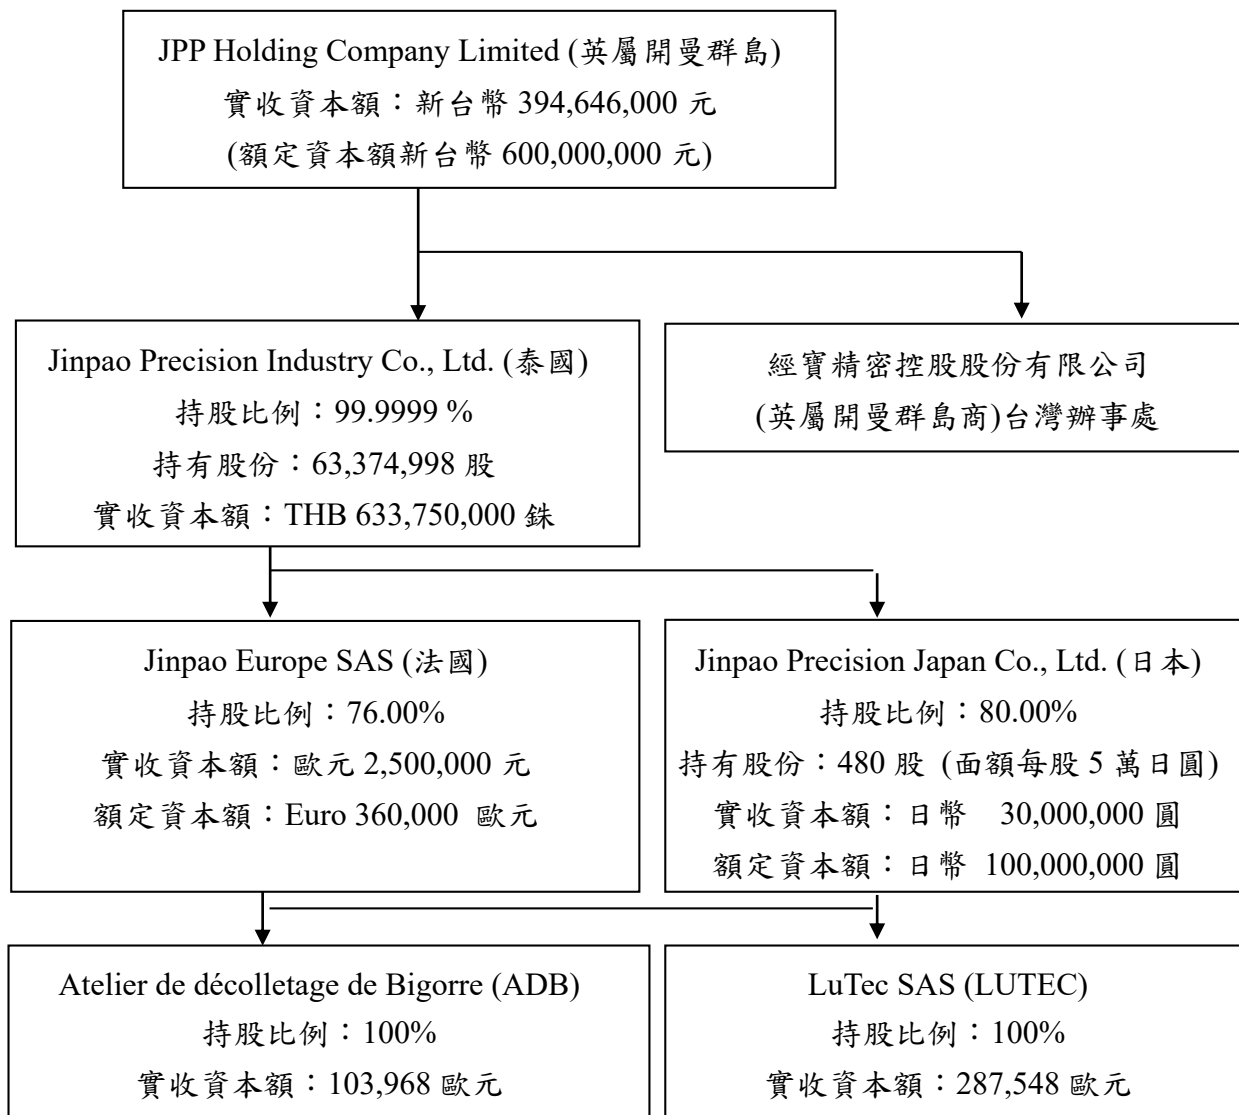 JPP Holding Company Limited (英屬開曼群島)
實收資本額：新台幣 394,646,000 元
(額定資本額新台幣 600,000,000 元)
Jinpao Precision Industry Co., Ltd. (泰國)
持股比例：99.9999 %
持有股份：63,374,998 股
實收資本額：THB 633,750,000 銖
經寶精密控股股份有限公司
(英屬開曼群島商)台灣辦事處
Jinpao Europe SAS (法國)
持股比例：76.00%
實收資本額：歐元 2,500,000 元
額定資本額：Euro 360,000 歐元
Jinpao Precision Japan Co., Ltd. (日本)
持股比例：80.00%
持有股份：480 股 (面額每股 5 萬日圓)
實收資本額：日幣 30,000,000 圓
額定資本額：日幣 100,000,000 圓
Atelier de décolletage de Bigorre (ADB)
持股比例：100%
實收資本額：103,968 歐元
LuTec SAS (LUTEC)
持股比例：100%
實收資本額：287,548 歐元